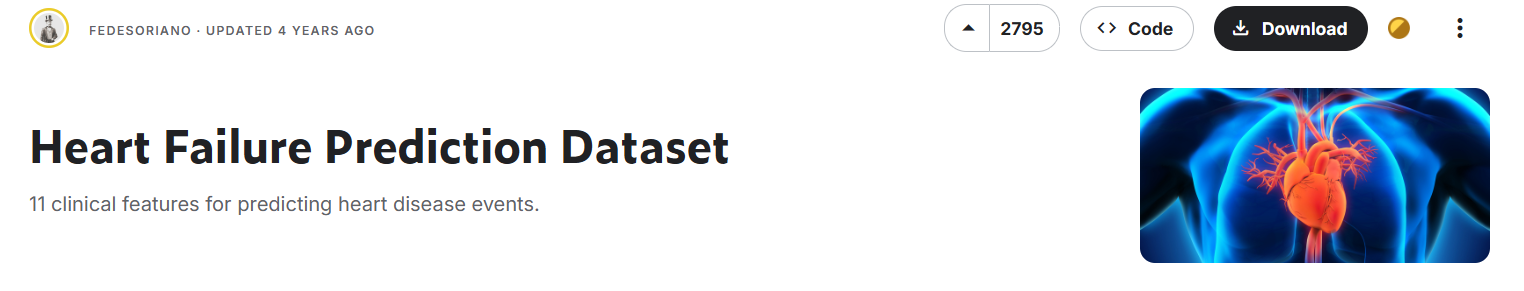 FEDESORIANO · UPDATED 4 YEARS AGO
2795
Code
Download
Heart Failure Prediction Dataset
11 clinical features for predicting heart disease events.